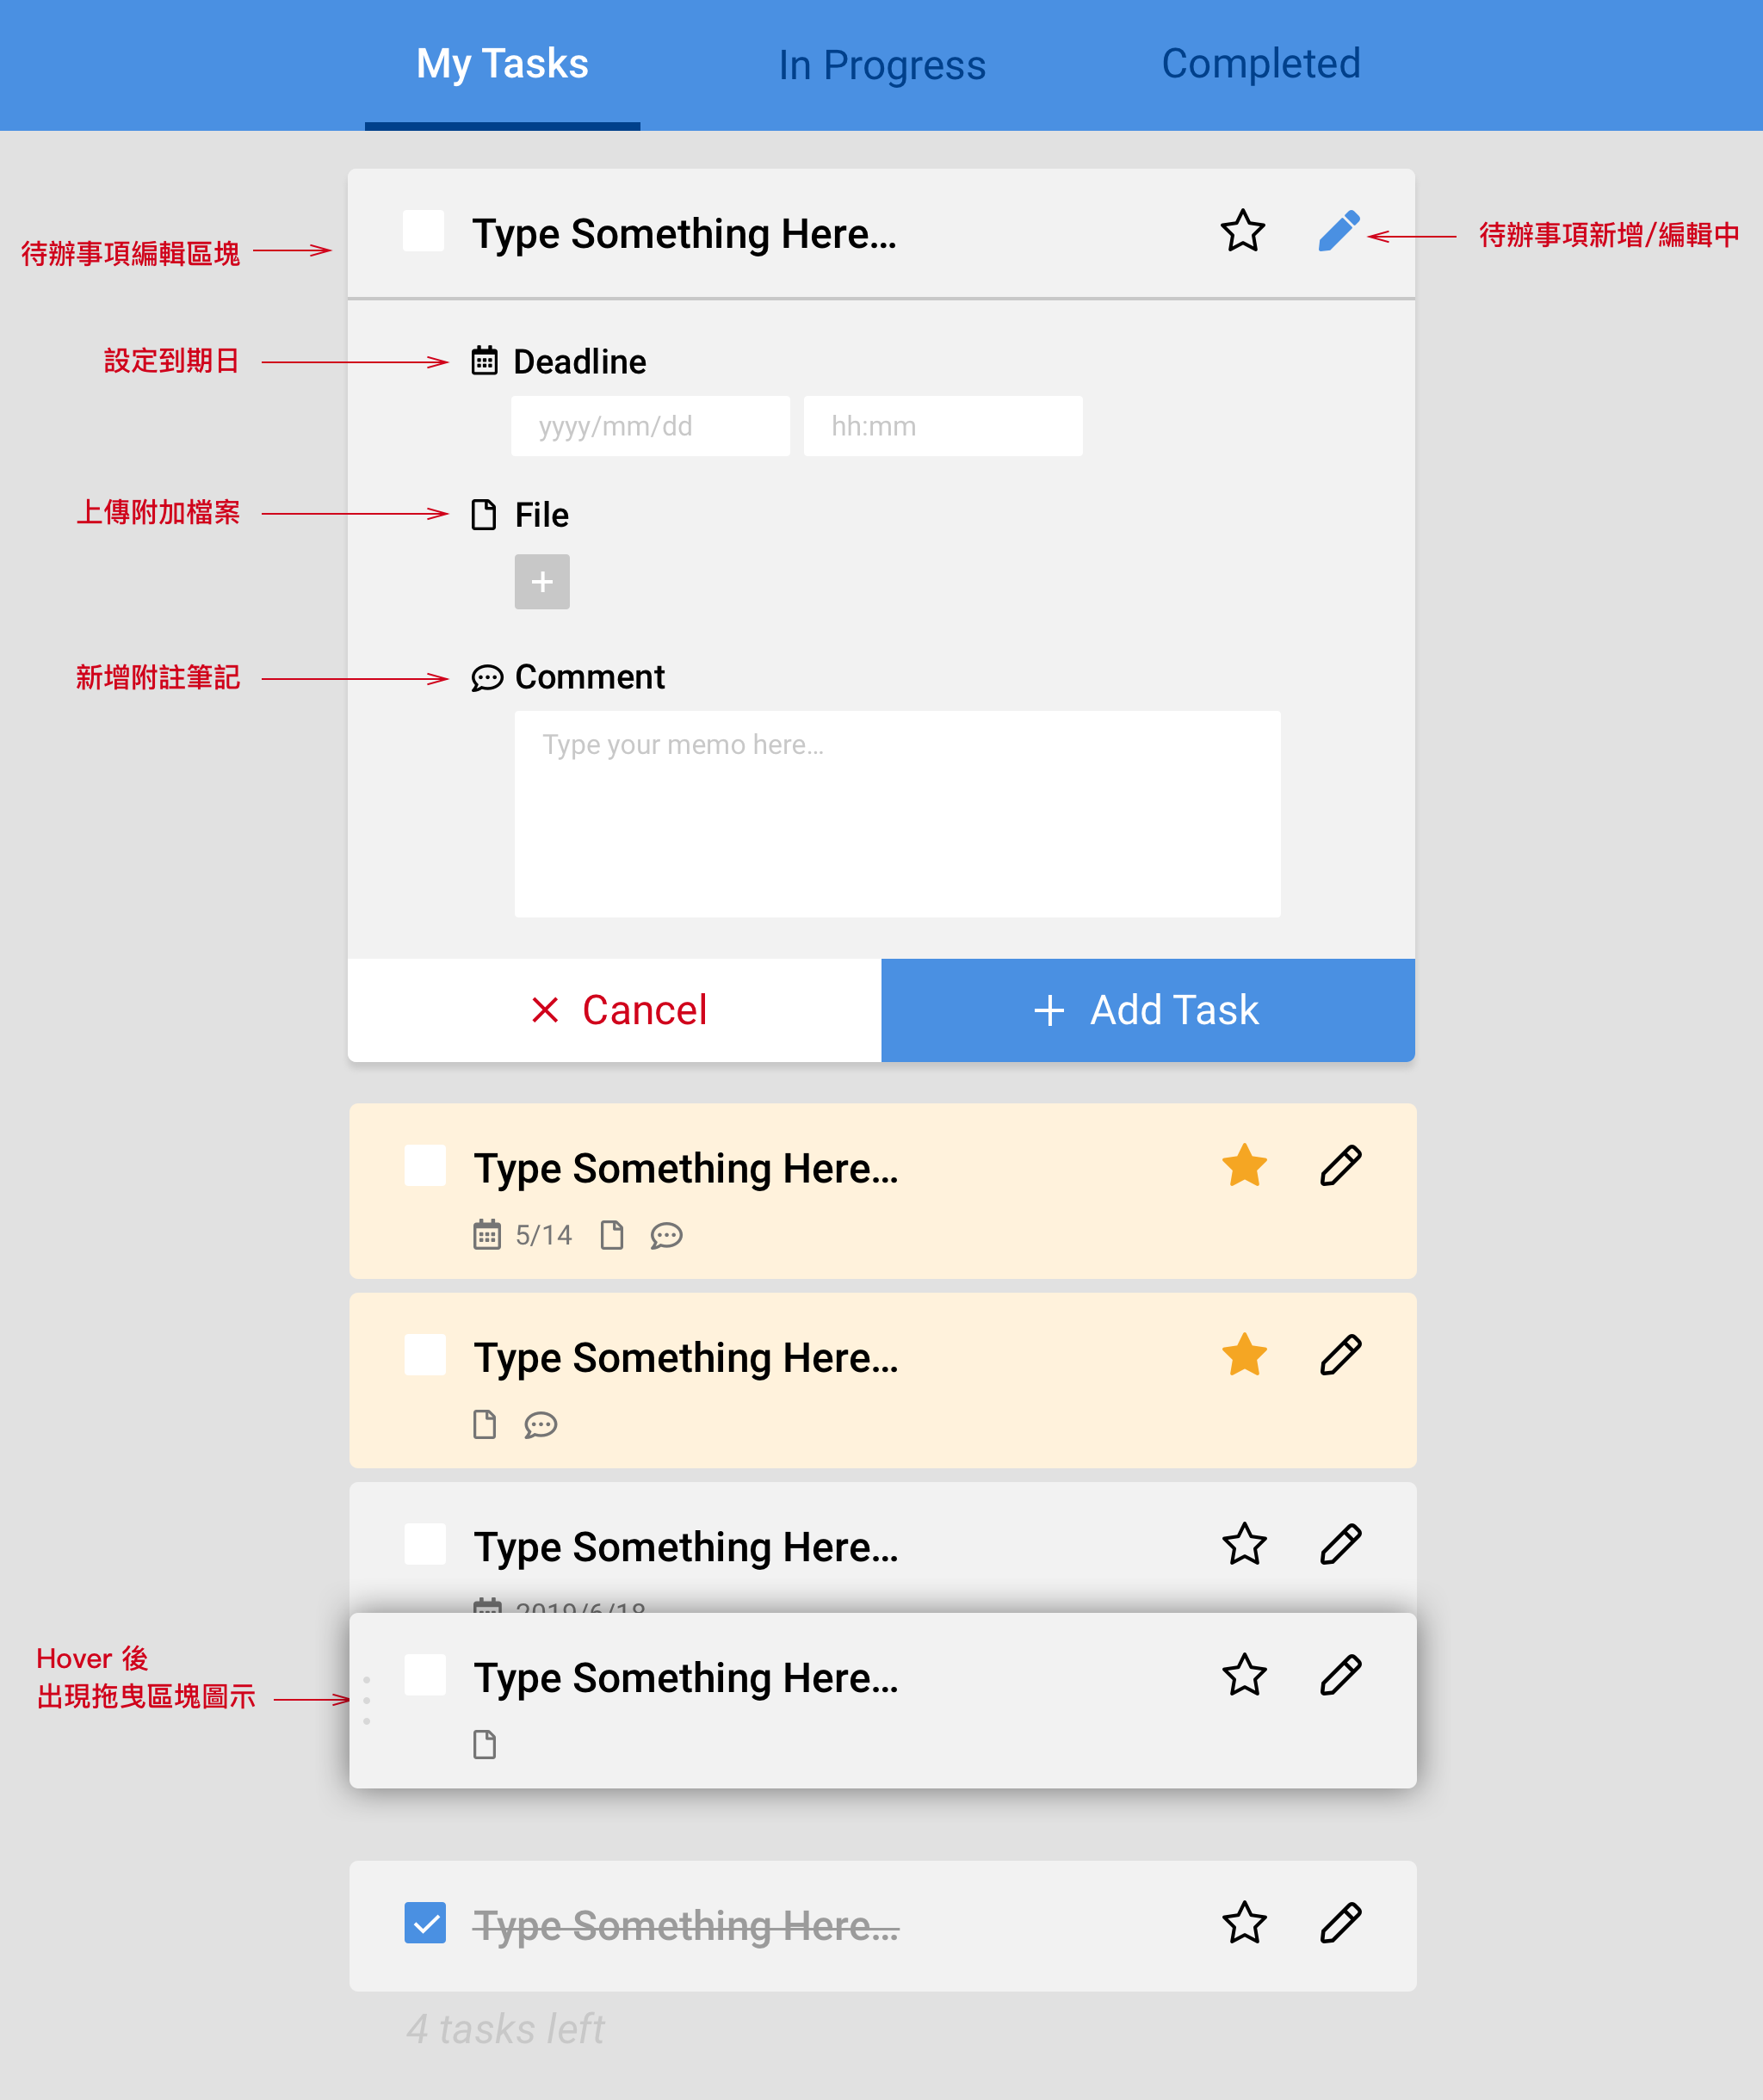 My Tasks
In Progress
Completed
Type Something Here...
待辦事項編輯區塊
待辦事項新增/編輯中
設定到期日
Deadline
yyyy/mm/dd
hh:mm
上傳附加檔案
File
新增附註筆記
Comment
Type your memo here...
Cancel
Add Task
Type Something Here...
5/14
Type Something Here...
Type Something Here...
2019/6/18
Hover 後
出現拖曳區塊圖示
Type Something Here...
Type Something Here...
4 tasks left